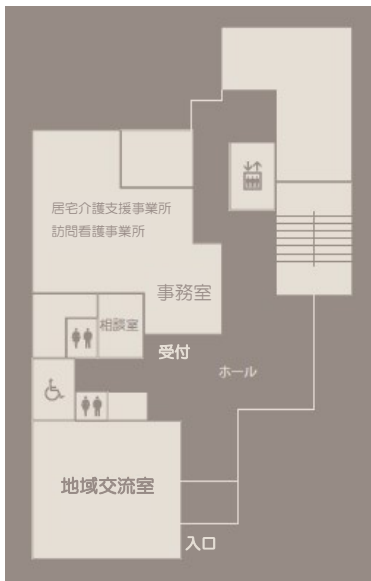 居宅介護支援事業所
訪問看護事業所
事務室
相談室
受付
ホール
地域交流室
入口